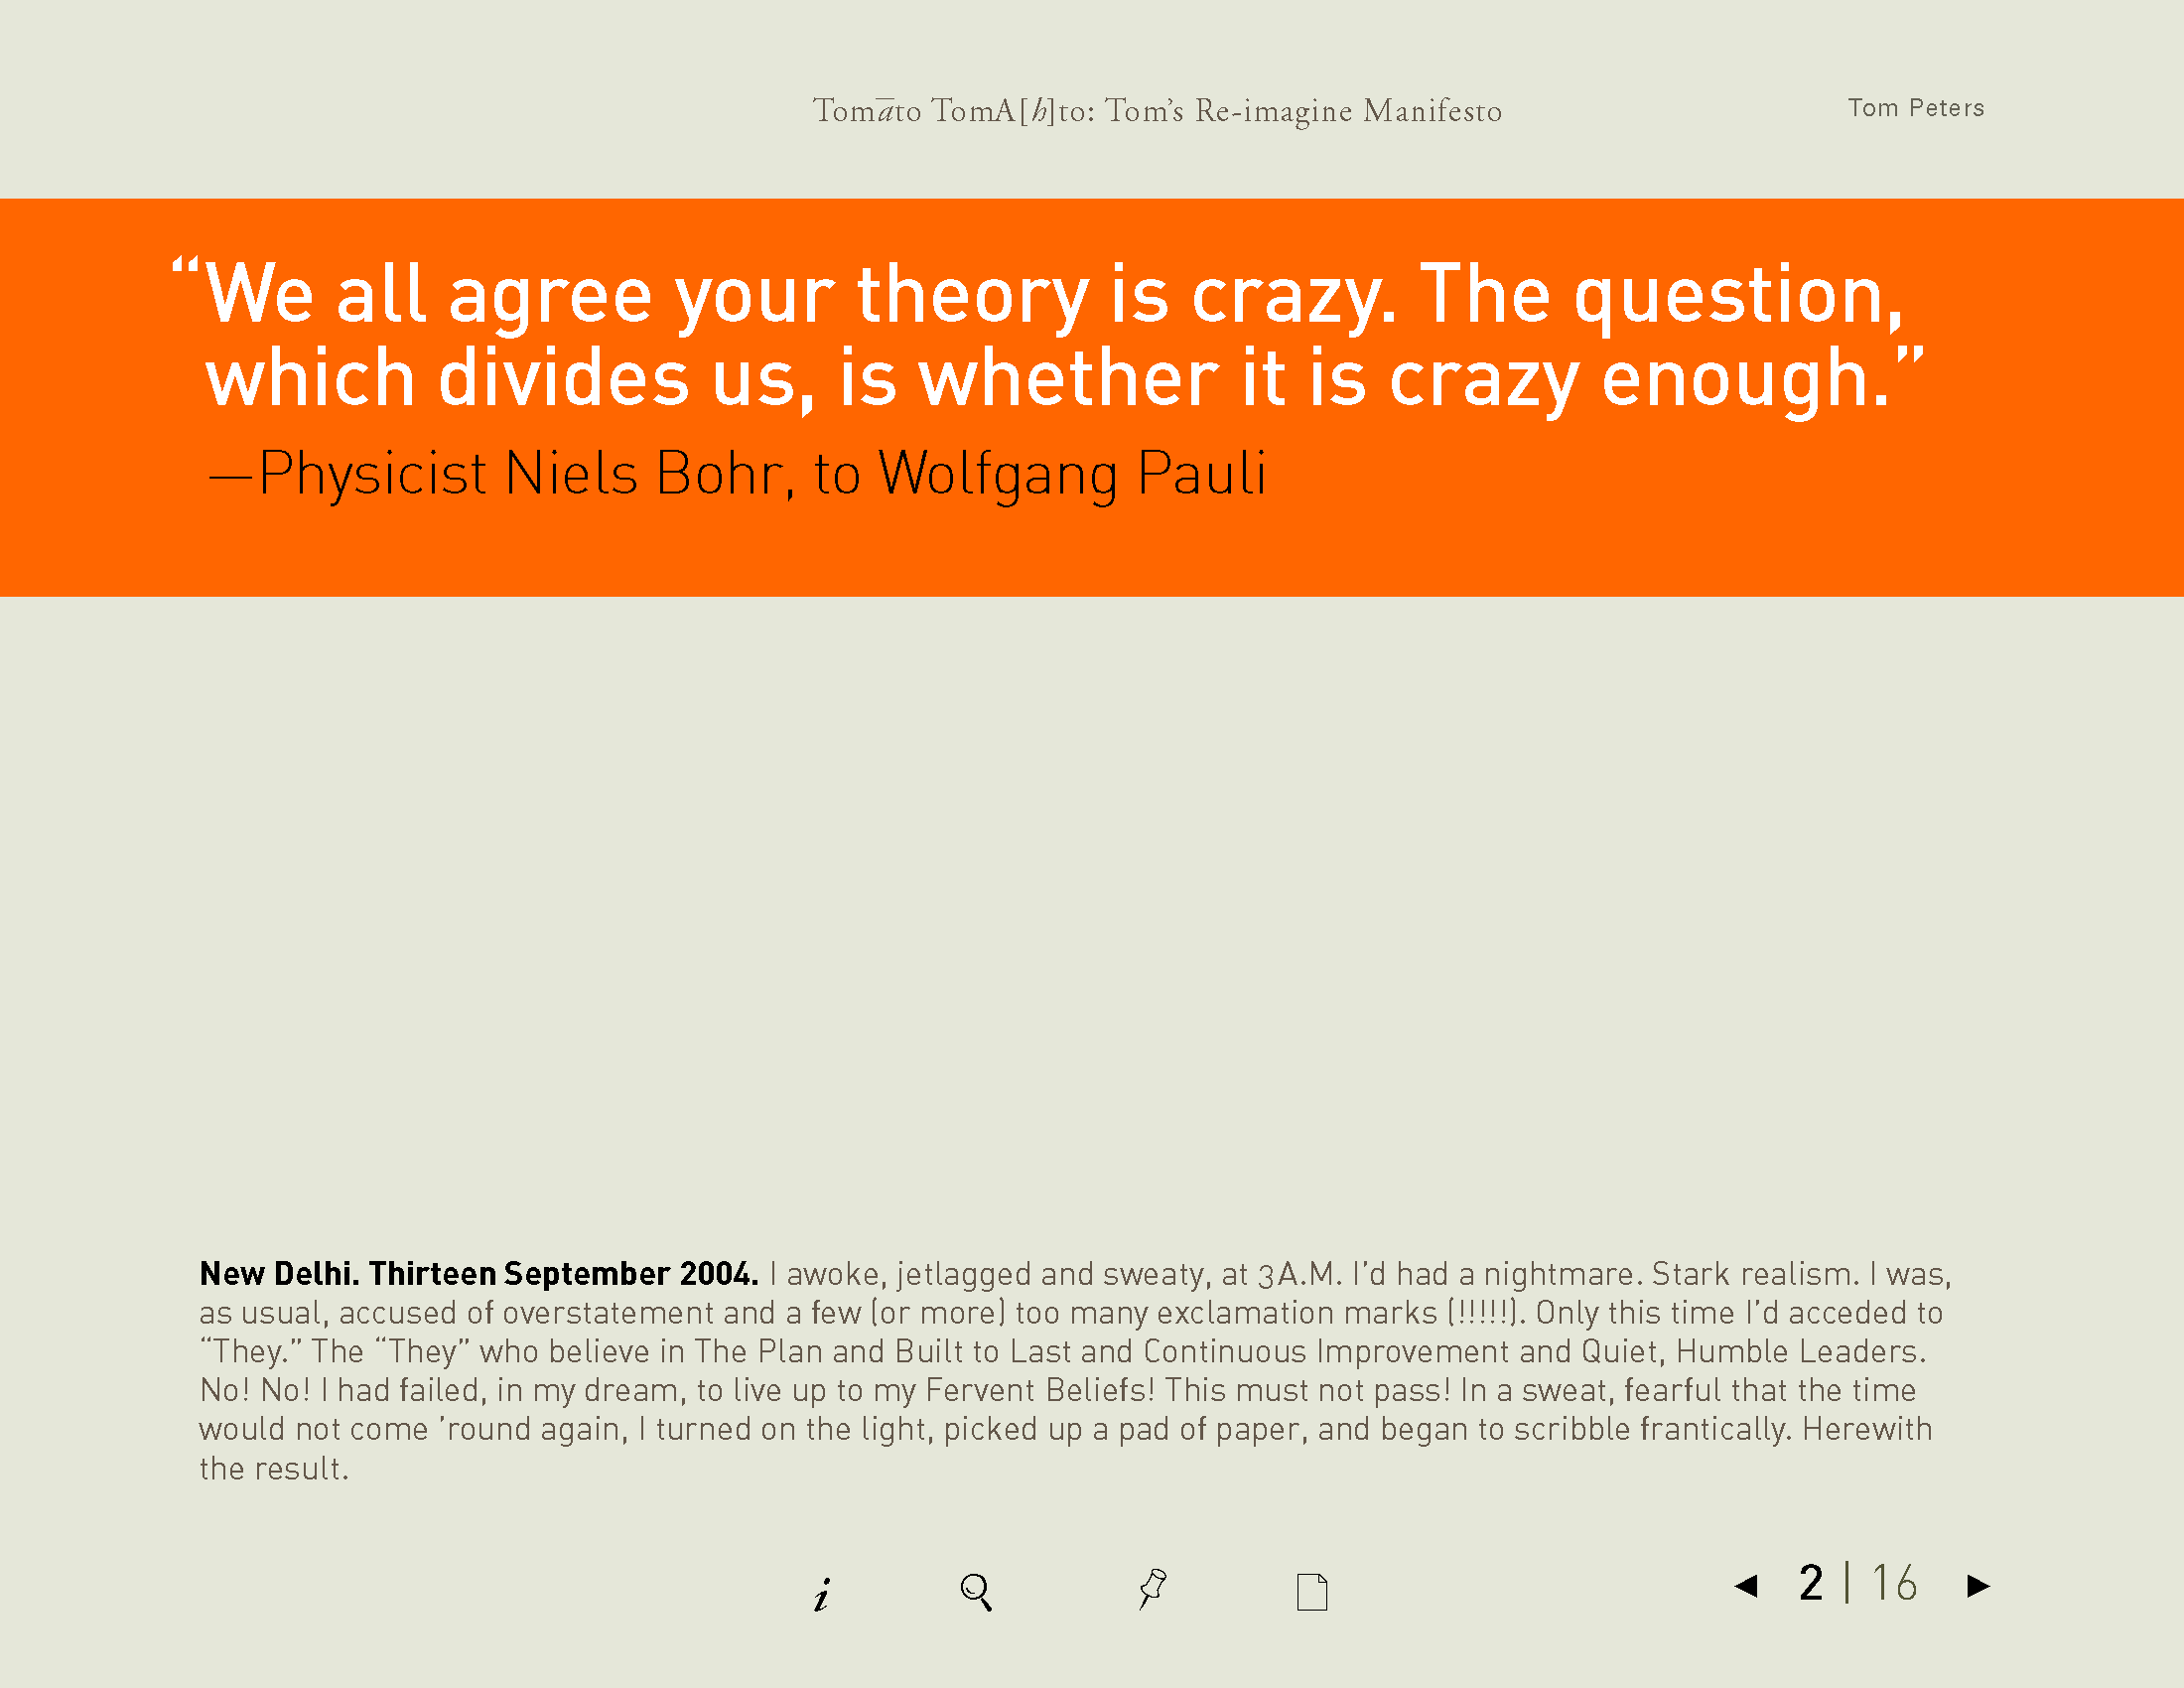 Tomāto TomA[h]to: Tom’s Re-imagine Manifesto
Tom Peters
“We all agree your theory is crazy. The question,
which divides us, is whether it is crazy enough.”
—Physicist Niels Bohr, to Wolfgang Pauli
New Delhi. Thirteen September 2004. I awoke, jetlagged and sweaty, at 3A.M. I’d had a nightmare. Stark realism. I was,
as usual, accused of overstatement and a few (or more) too many exclamation marks (!!!!!). Only this time I’d acceded to
“They.” The “They” who believe in The Plan and Built to Last and Continuous Improvement and Quiet, Humble Leaders.
No! No! I had failed, in my dream, to live up to my Fervent Beliefs! This must not pass! In a sweat, fearful that the time
would not come ’round again, I turned on the light, picked up a pad of paper, and began to scribble frantically. Herewith
the result.
i
2 | 16